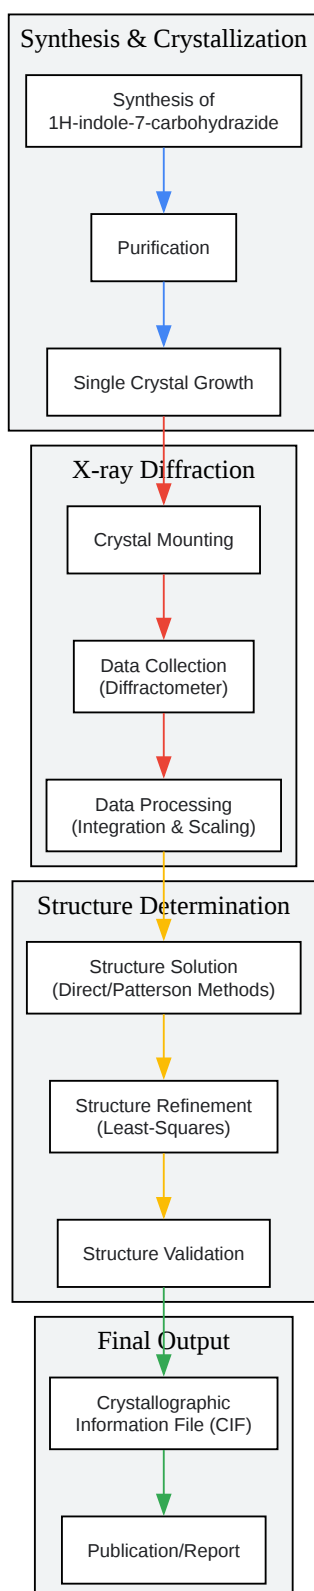 Synthesis & Crystallization
Synthesis of
1H-indole-7-carbohydrazide
Purification
Single Crystal Growth
X-ray Diffraction
Crystal Mounting
Data Collection
(Diffractometer)
Data Processing
(Integration & Scaling)
Structure Determination
Structure Solution
(Direct/Patterson Methods)
Structure Refinement
(Least-Squares)
Structure Validation
Final Output
Crystallographic
Information File (CIF)
Publication/Report